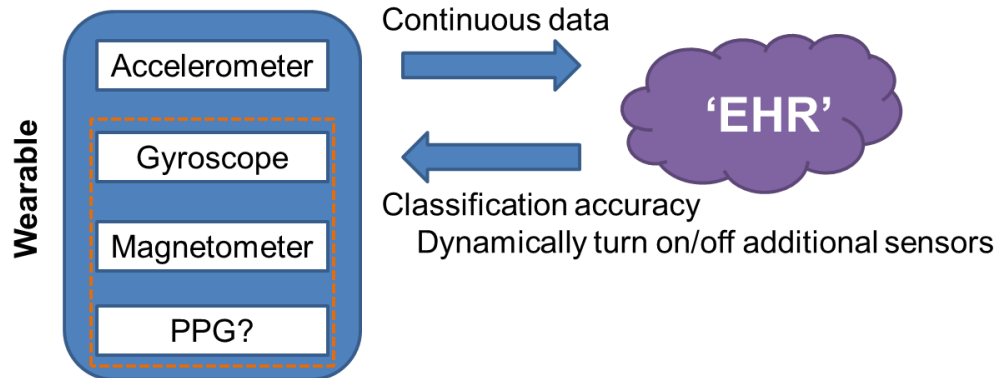 Wearable
Accelerometer
Gyroscope
Magnetometer
PPG?
Continuous data
‘EHR’
Classification accuracy
Dynamically turn on/off additional sensors